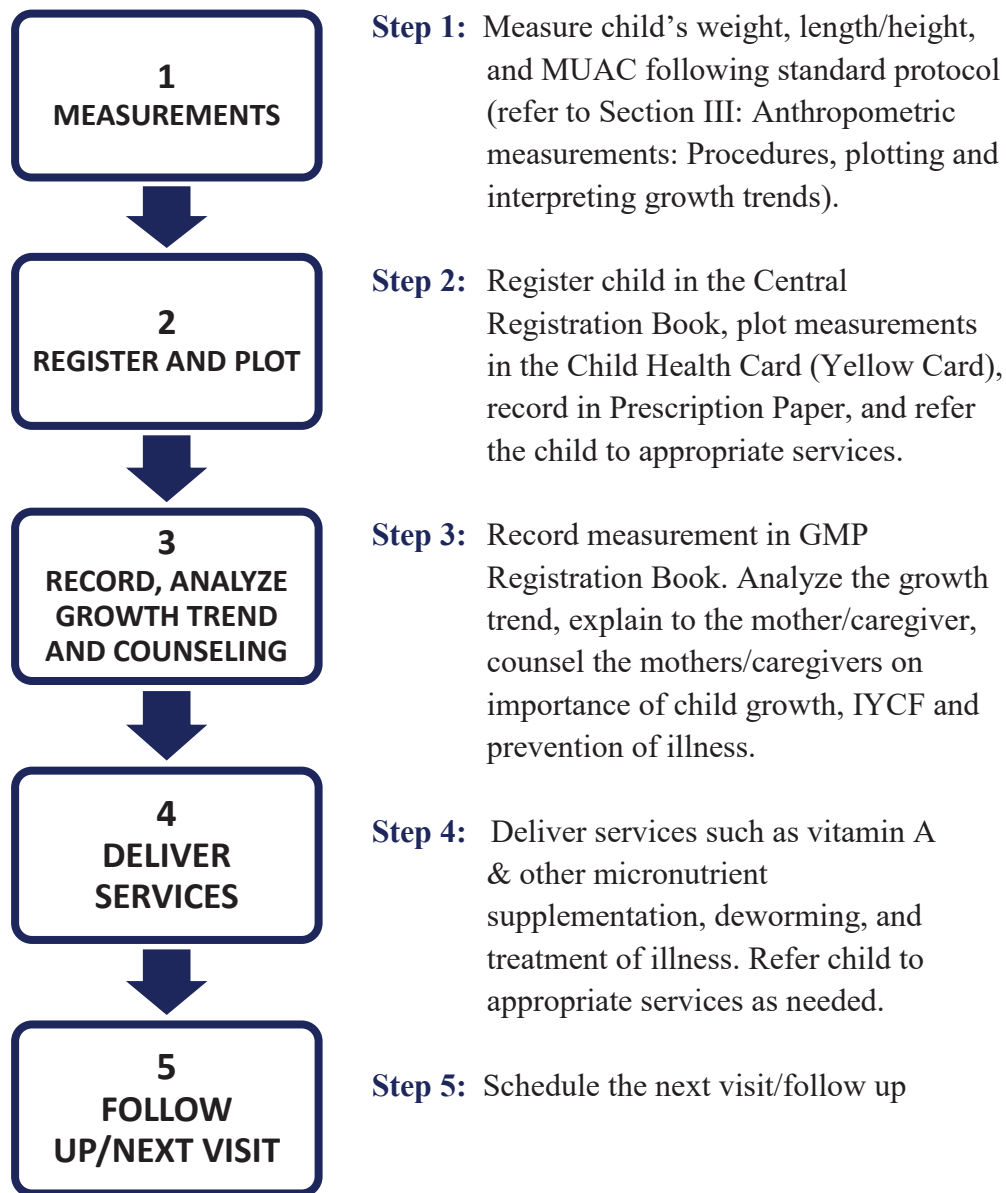 1
MEASUREMENTS
Step 1: Measure child’s weight, length/height,
and MUAC following standard protocol
(refer to Section III: Anthropometric
measurements: Procedures, plotting and
interpreting growth trends).
2
REGISTER AND PLOT
Step 2: Register child in the Central
Registration Book, plot measurements
in the Child Health Card (Yellow Card),
record in Prescription Paper, and refer
the child to appropriate services.
3
RECORD, ANALYZE
GROWTH TREND
AND COUNSELING
Step 3: Record measurement in GMP
Registration Book. Analyze the growth
trend, explain to the mother/caregiver,
counsel the mothers/caregivers on
importance of child growth, IYCF and
prevention of illness.
4
DELIVER
SERVICES
Step 4: Deliver services such as vitamin A
& other micronutrient
supplementation, deworming, and
treatment of illness. Refer child to
appropriate services as needed.
5
FOLLOW
UP/NEXT VISIT
Step 5: Schedule the next visit/follow up